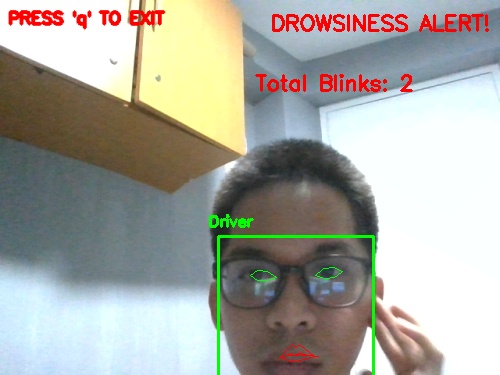 PRESS 'q' TO EXIT
DROWSINESS ALERT!
Total Blinks: 2
Driver